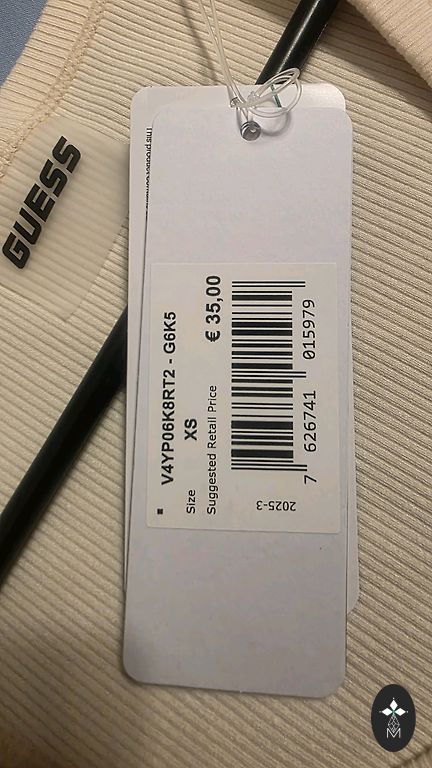 GUESS
V4YP06K8RT2 - G6K5
Size XS
Suggested Retail Price € 35,00
7 626741 015979
2025-3
M